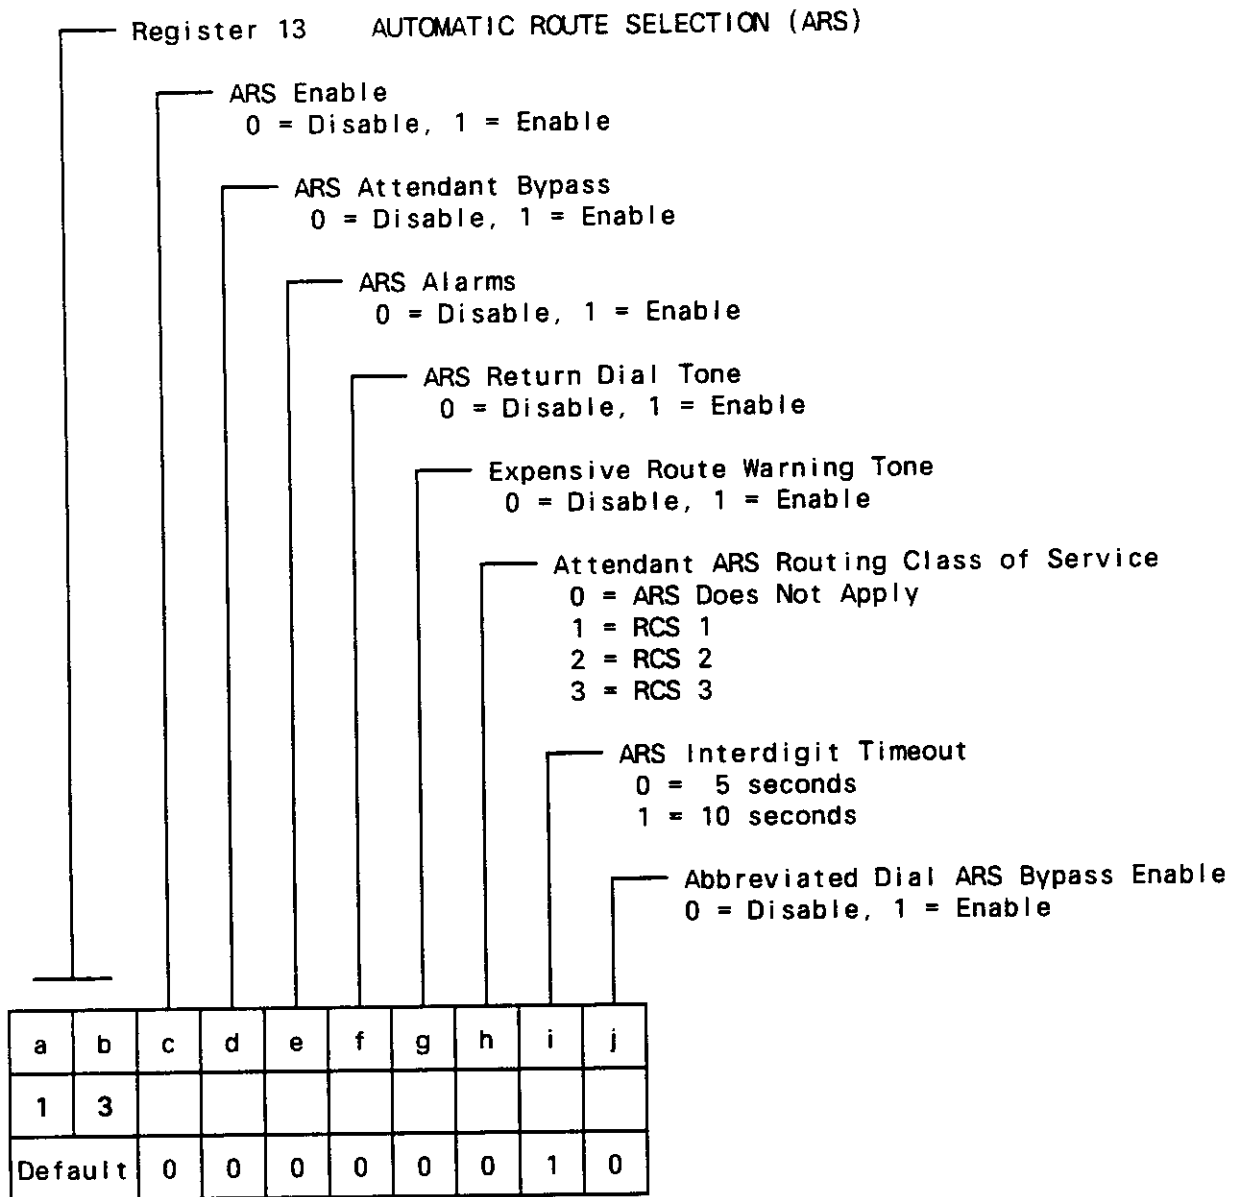 Register 13 AUTOMATIC ROUTE SELECTION (ARS)
ARS Enable
0 = Disable, 1 = Enable
ARS Attendant Bypass
0 = Disable, 1 = Enable
ARS Alarms
0 = Disable, 1 = Enable
ARS Return Dial Tone
0 = Disable, 1 = Enable
Expensive Route Warning Tone
0 = Disable, 1 = Enable
Attendant ARS Routing Class of Service
0 = ARS Does Not Apply
1 = RCS 1
2 = RCS 2
3 = RCS 3
ARS Interdigit Timeout
0 = 5 seconds
1 = 10 seconds
Abbreviated Dial ARS Bypass Enable
0 = Disable, 1 = Enable
a b c d e f g h i j
1 3
Default 0 0 0 0 0 0 1 0